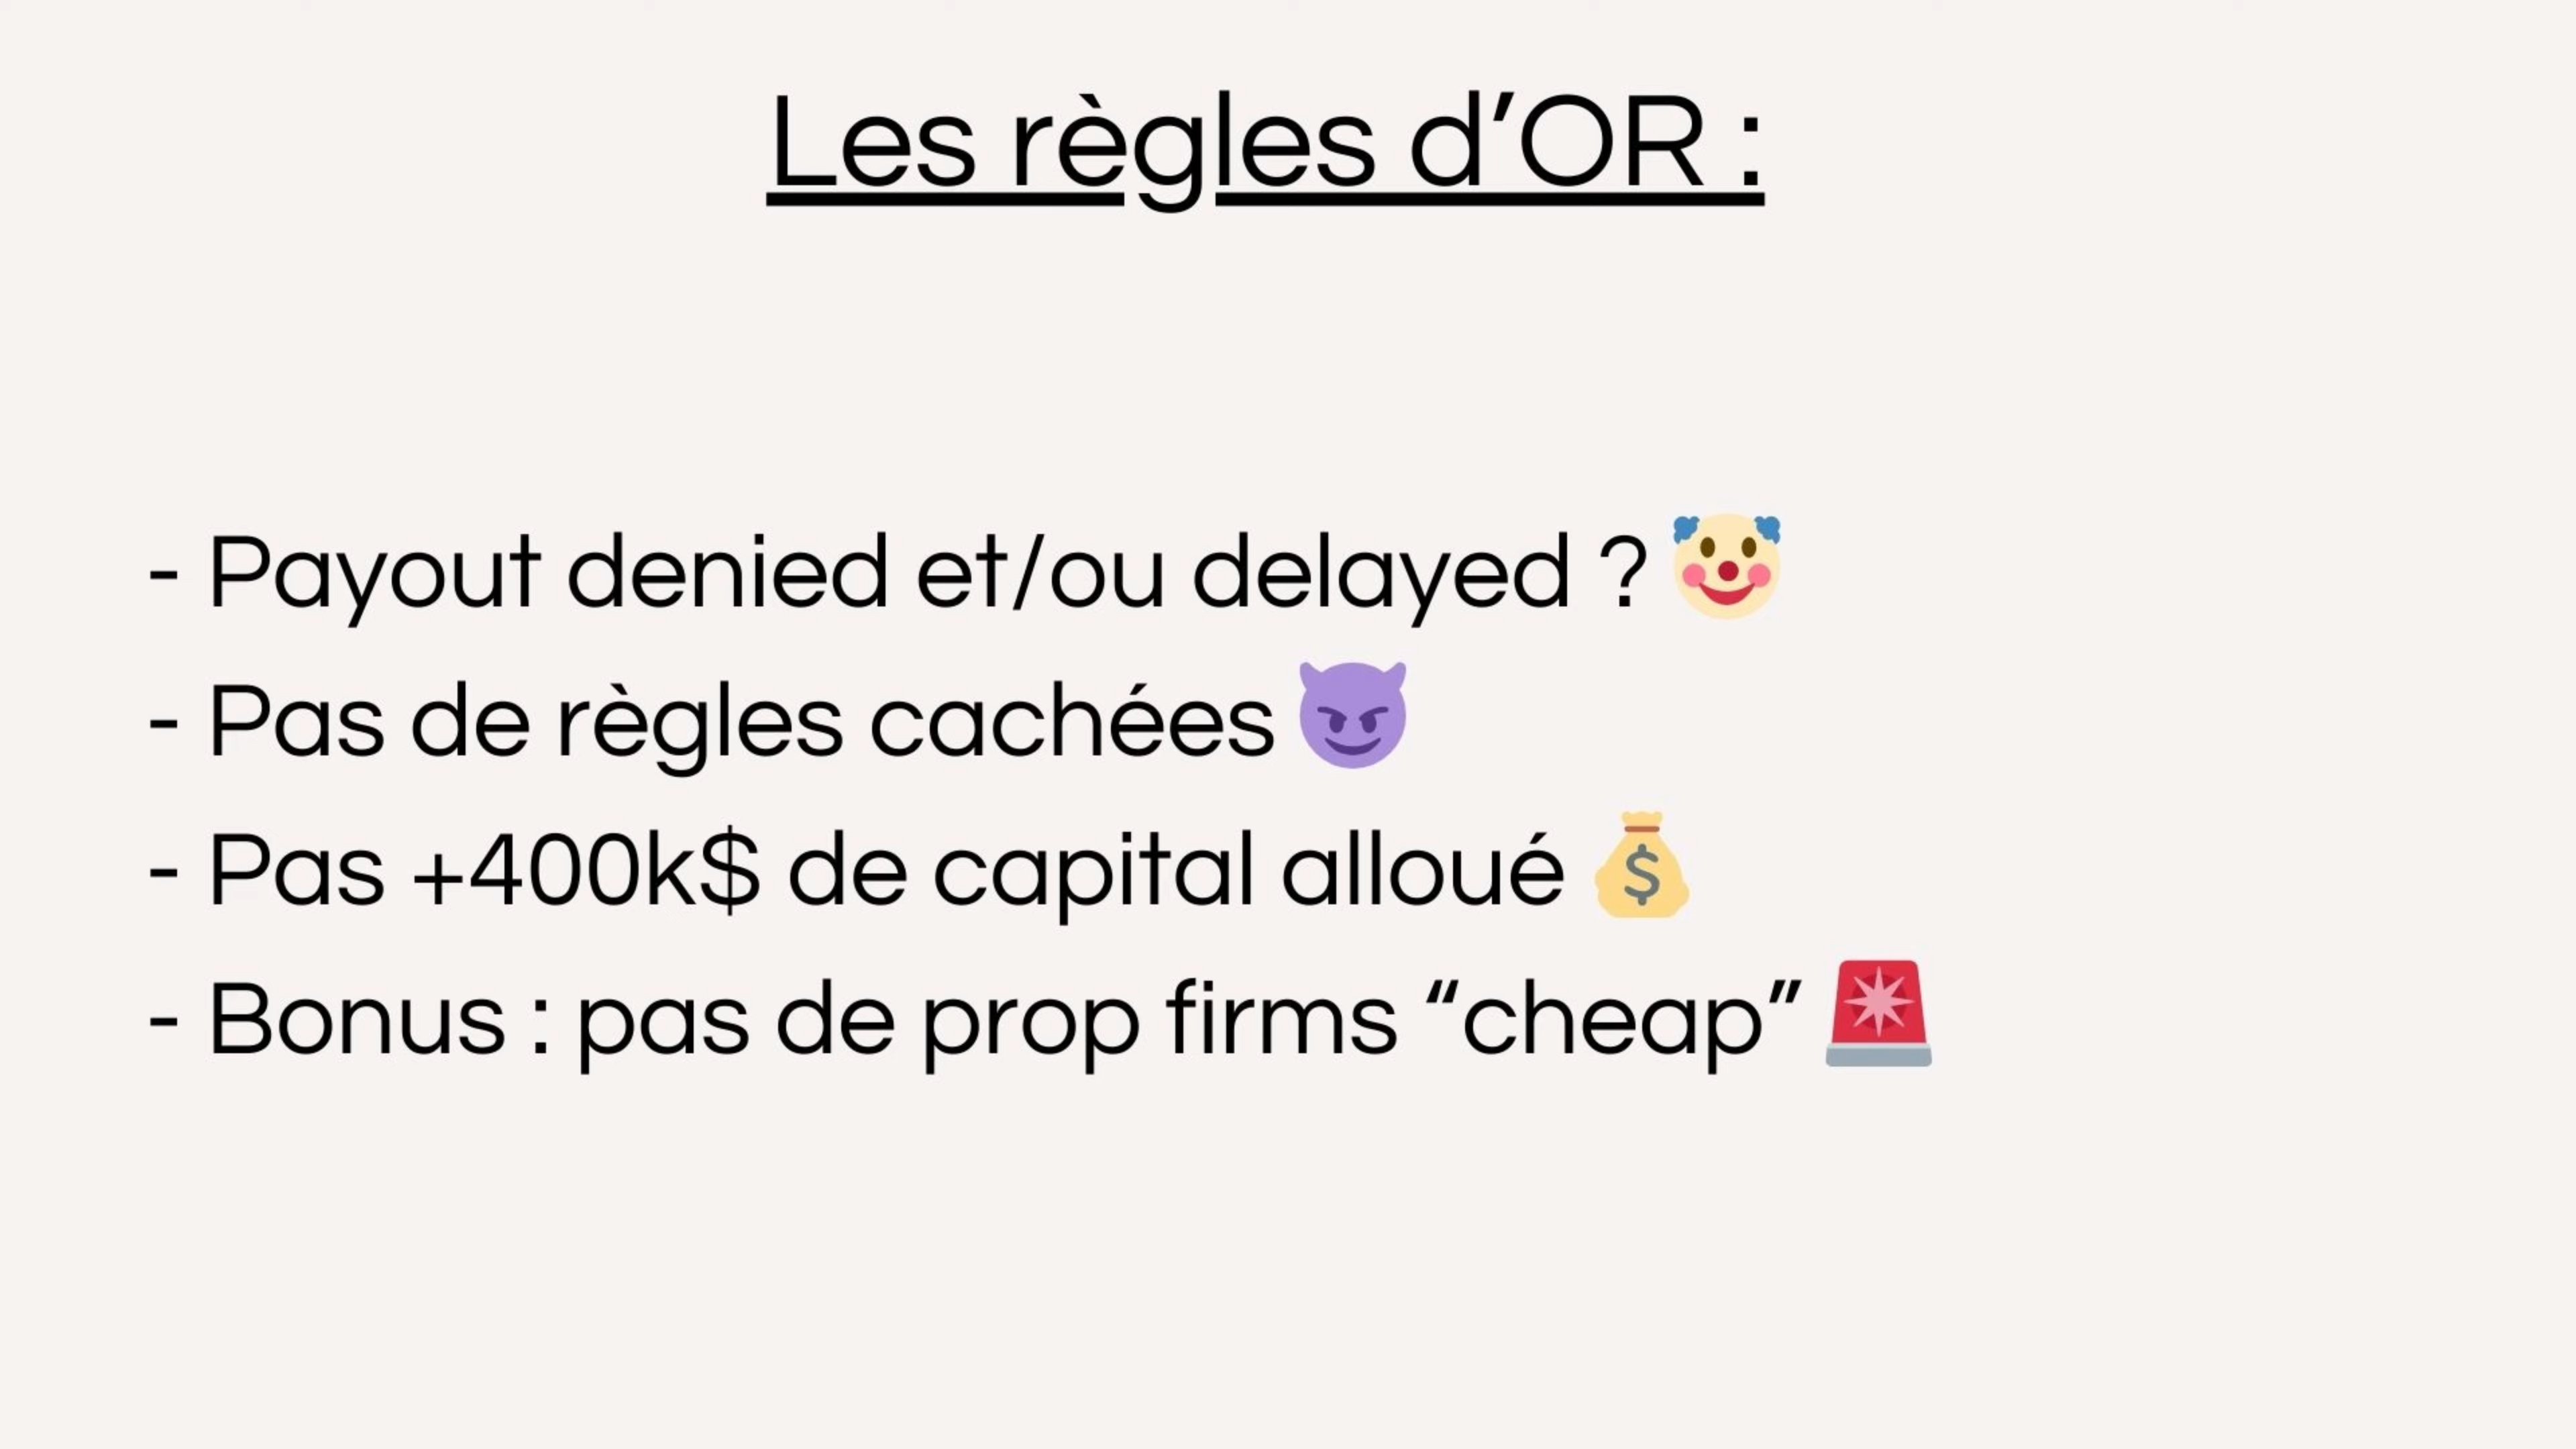 Les règles d’OR :
- Payout denied et/ou delayed ? 🤡
- Pas de règles cachées 😈
- Pas +400k$ de capital alloué 💰
- Bonus : pas de prop firms “cheap” 🚨